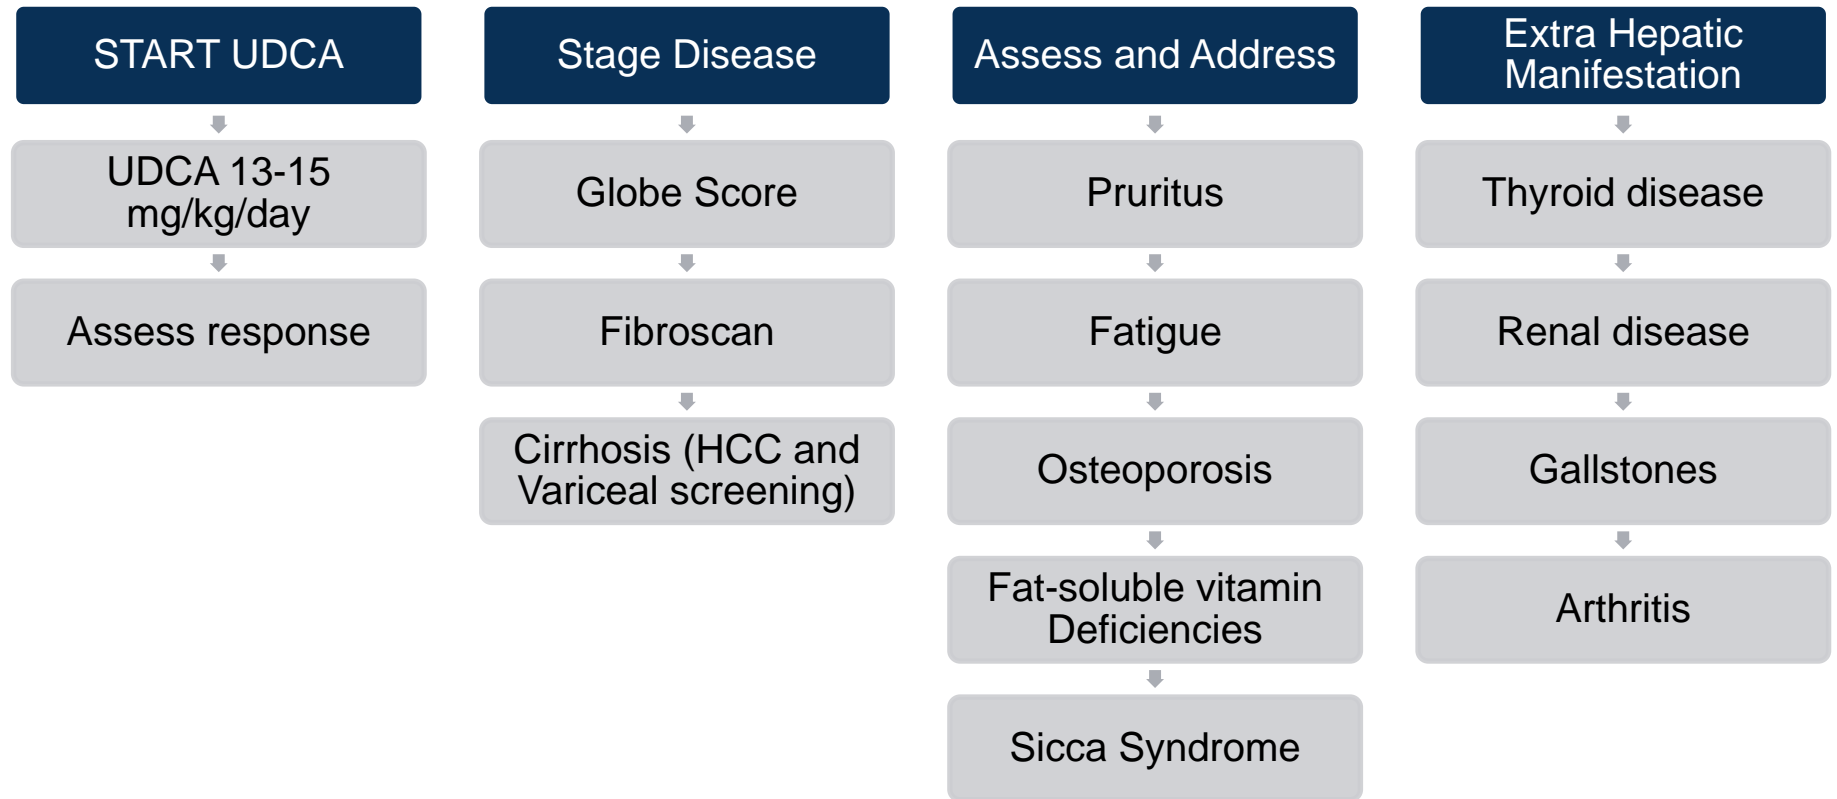 START UDCA
UDCA 13-15
mg/kg/day
Assess response
Stage Disease
Globe Score
Fibroscan
Cirrhosis (HCC and
Variceal screening)
Assess and Address
Pruritus
Fatigue
Osteoporosis
Fat-soluble vitamin
Deficiencies
Sicca Syndrome
Extra Hepatic
Manifestation
Thyroid disease
Renal disease
Gallstones
Arthritis